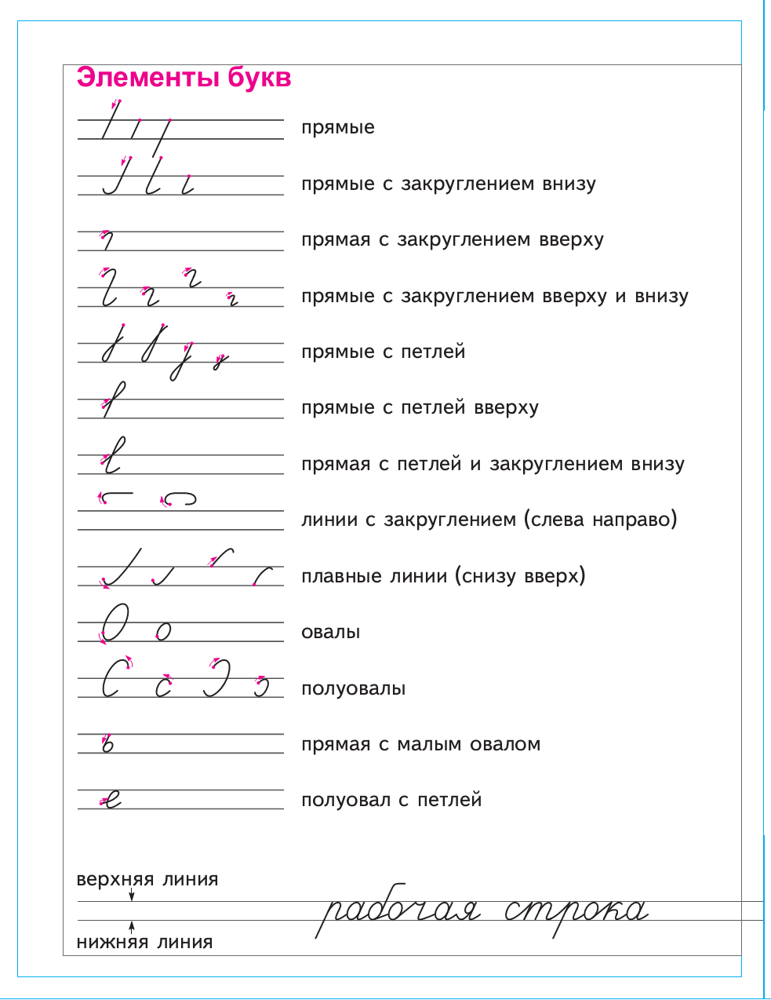 Элементы букв
прямые
прямые с закруглением внизу
прямая с закруглением вверху
прямые с закруглением вверху и внизу
прямые с петлей
прямые с петлей вверху
прямая с петлей и закруглением внизу
линии с закруглением (слева направо)
плавные линии (снизу вверх)
овалы
полуовалы
прямая с малым овалом
полуовал с петлей
верхняя линия
рабочая строка
нижняя линия